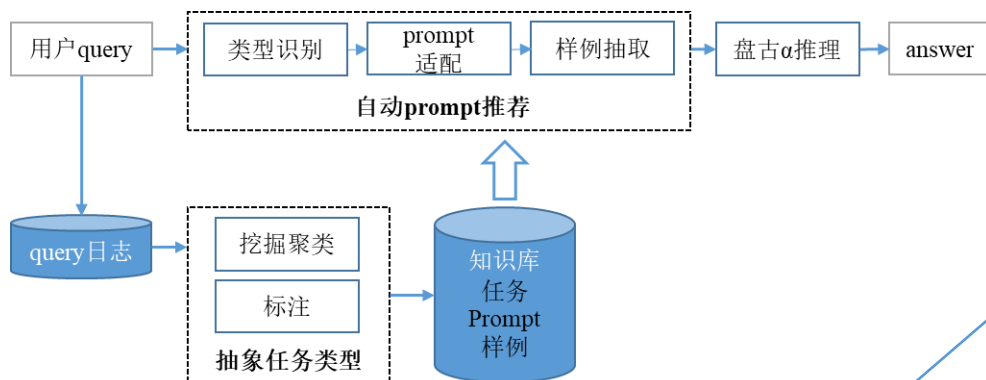 用户query
类型识别
prompt
适配
样例抽取
盘古α推理
answer
自动prompt推荐
query日志
挖掘聚类
标注
抽象任务类型
知识库
任务
Prompt
样例